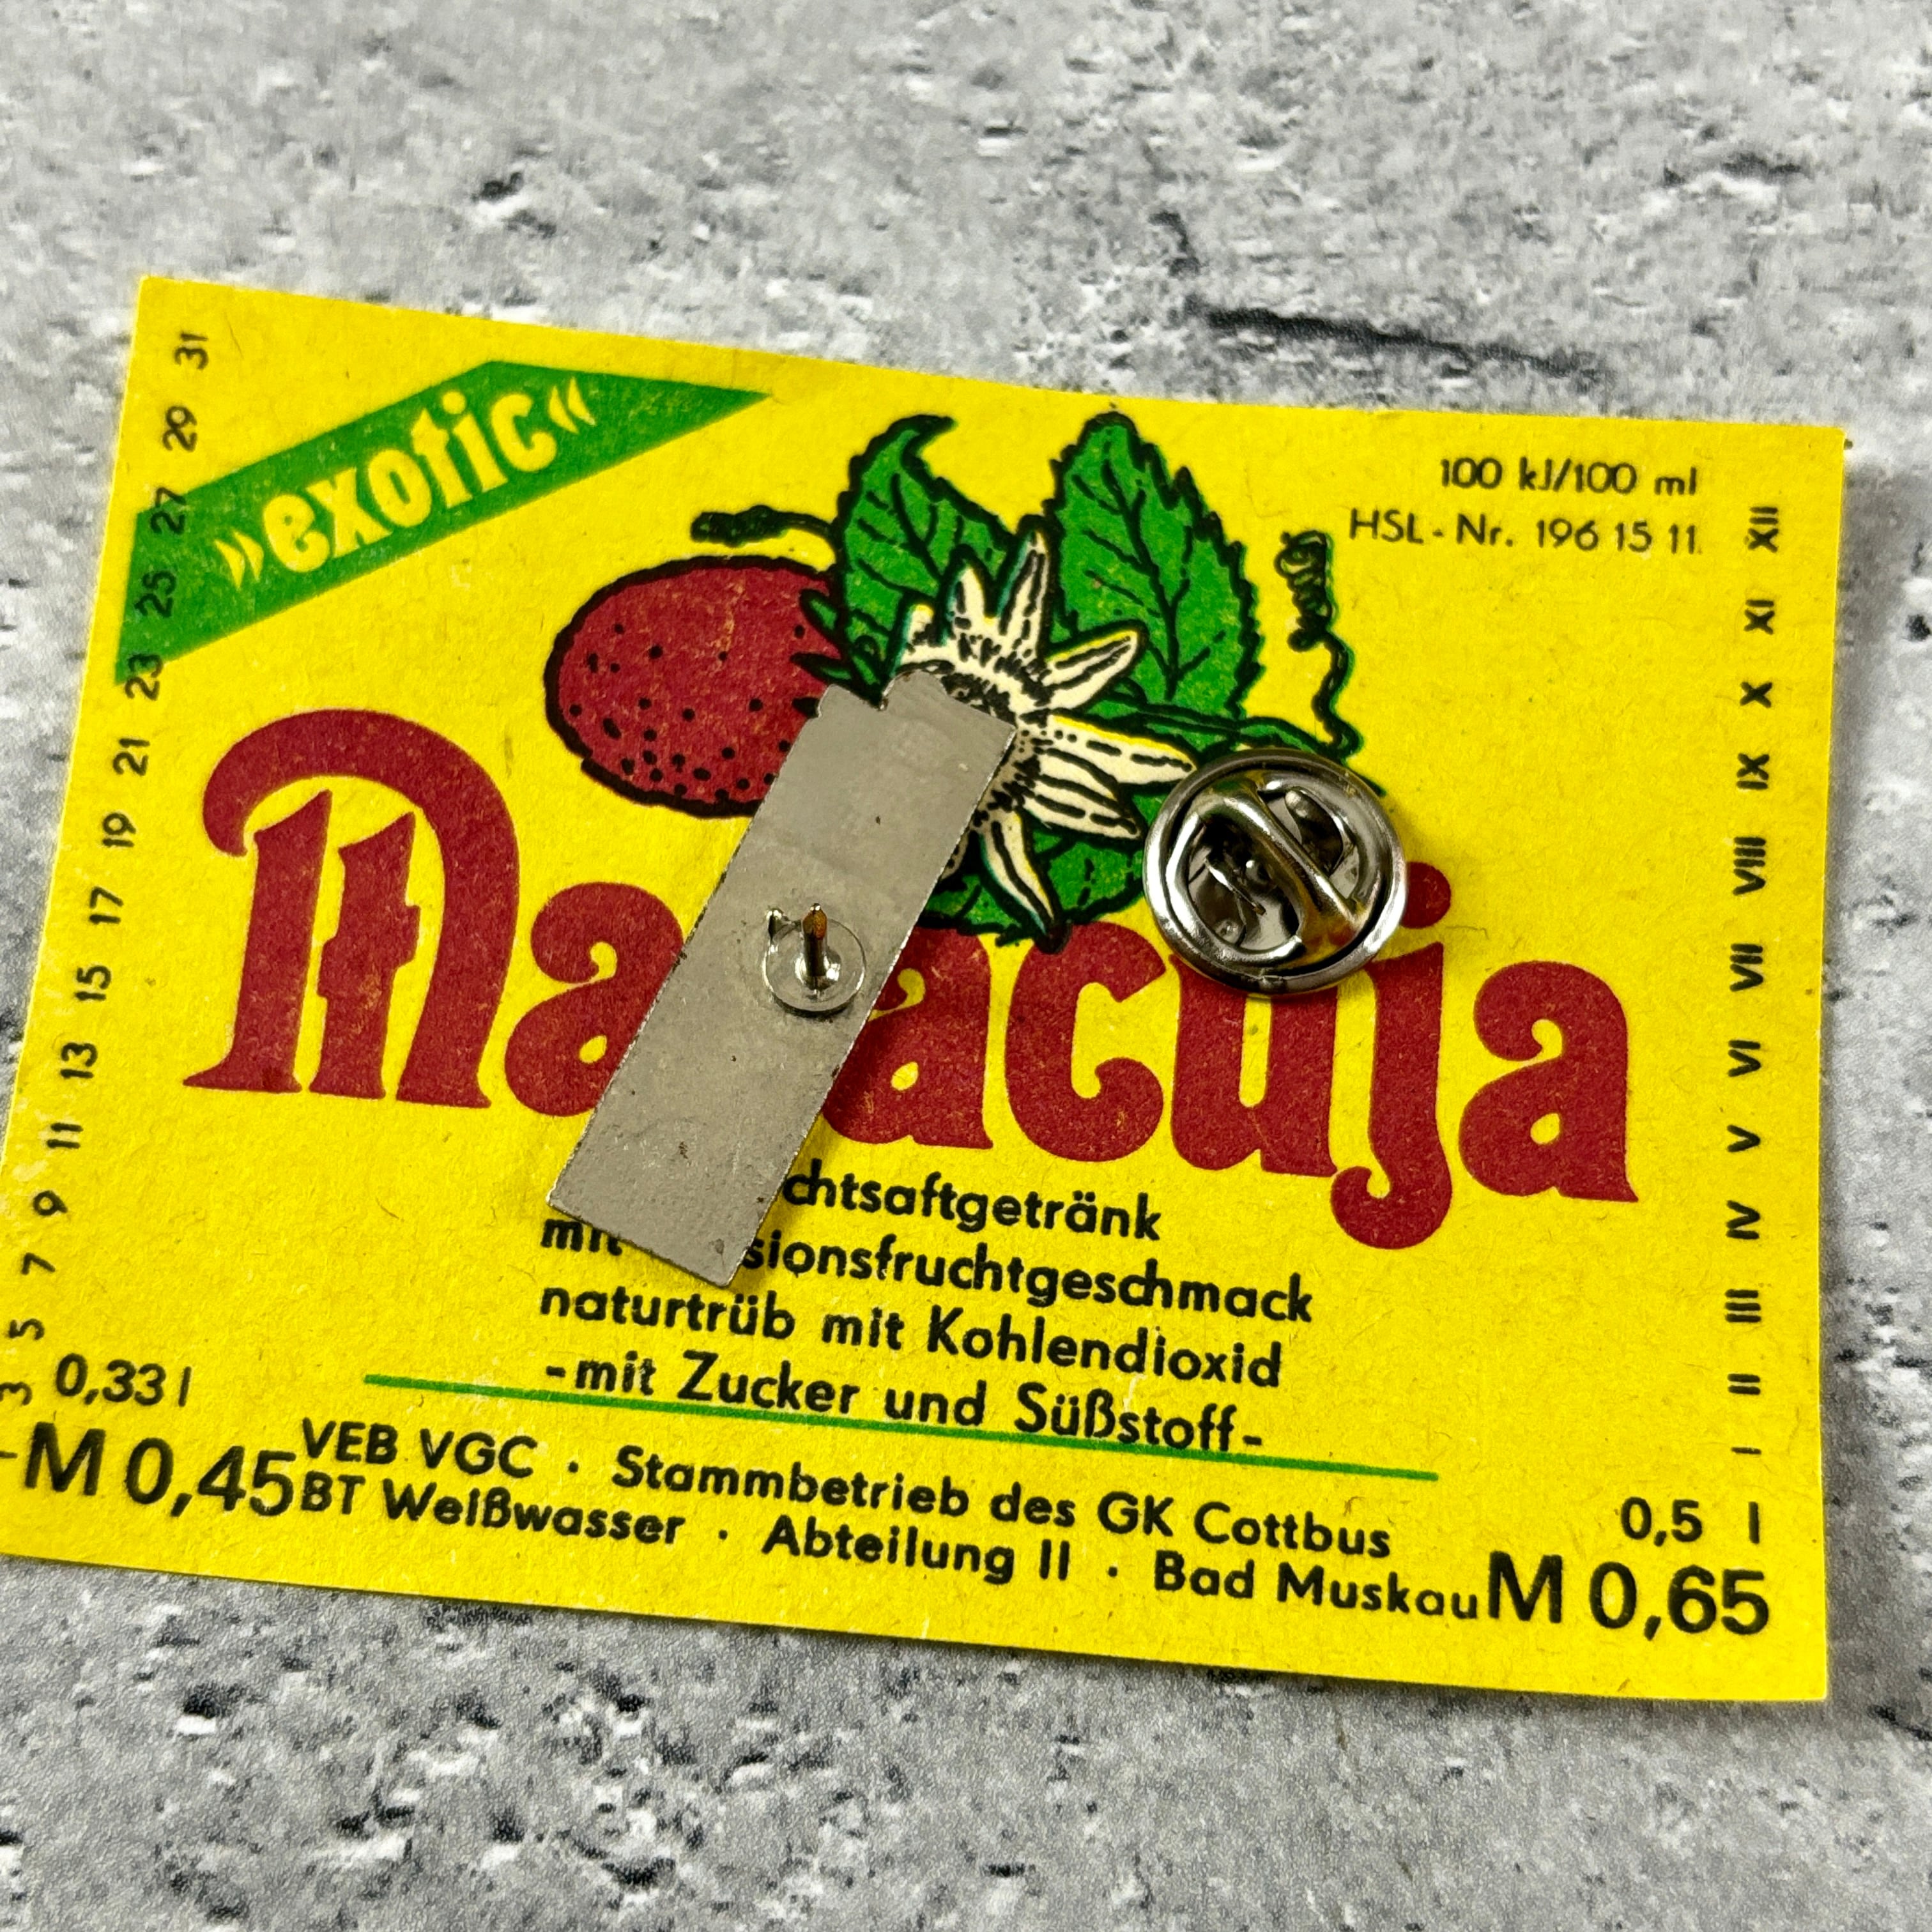 »exotic«
100 kJ/100 ml
HSL - Nr. 196 15 11
31
29
27
25
23
21
19
17
15
13
11
9
7
5
3
XII
XI
X
IX
VIII
VII
VI
V
IV
III
II
I
Ma acuja
chtsaftgetränk
mit sionsfruchtgeschmack
naturtrüb mit Kohlendioxid
-mit Zucker und Süßstoff-
0,33 l
M 0,45
VEB VGC · Stammbetrieb des GK Cottbus
BT Weißwasser · Abteilung II · Bad Muskau
0,5 l
M 0,65